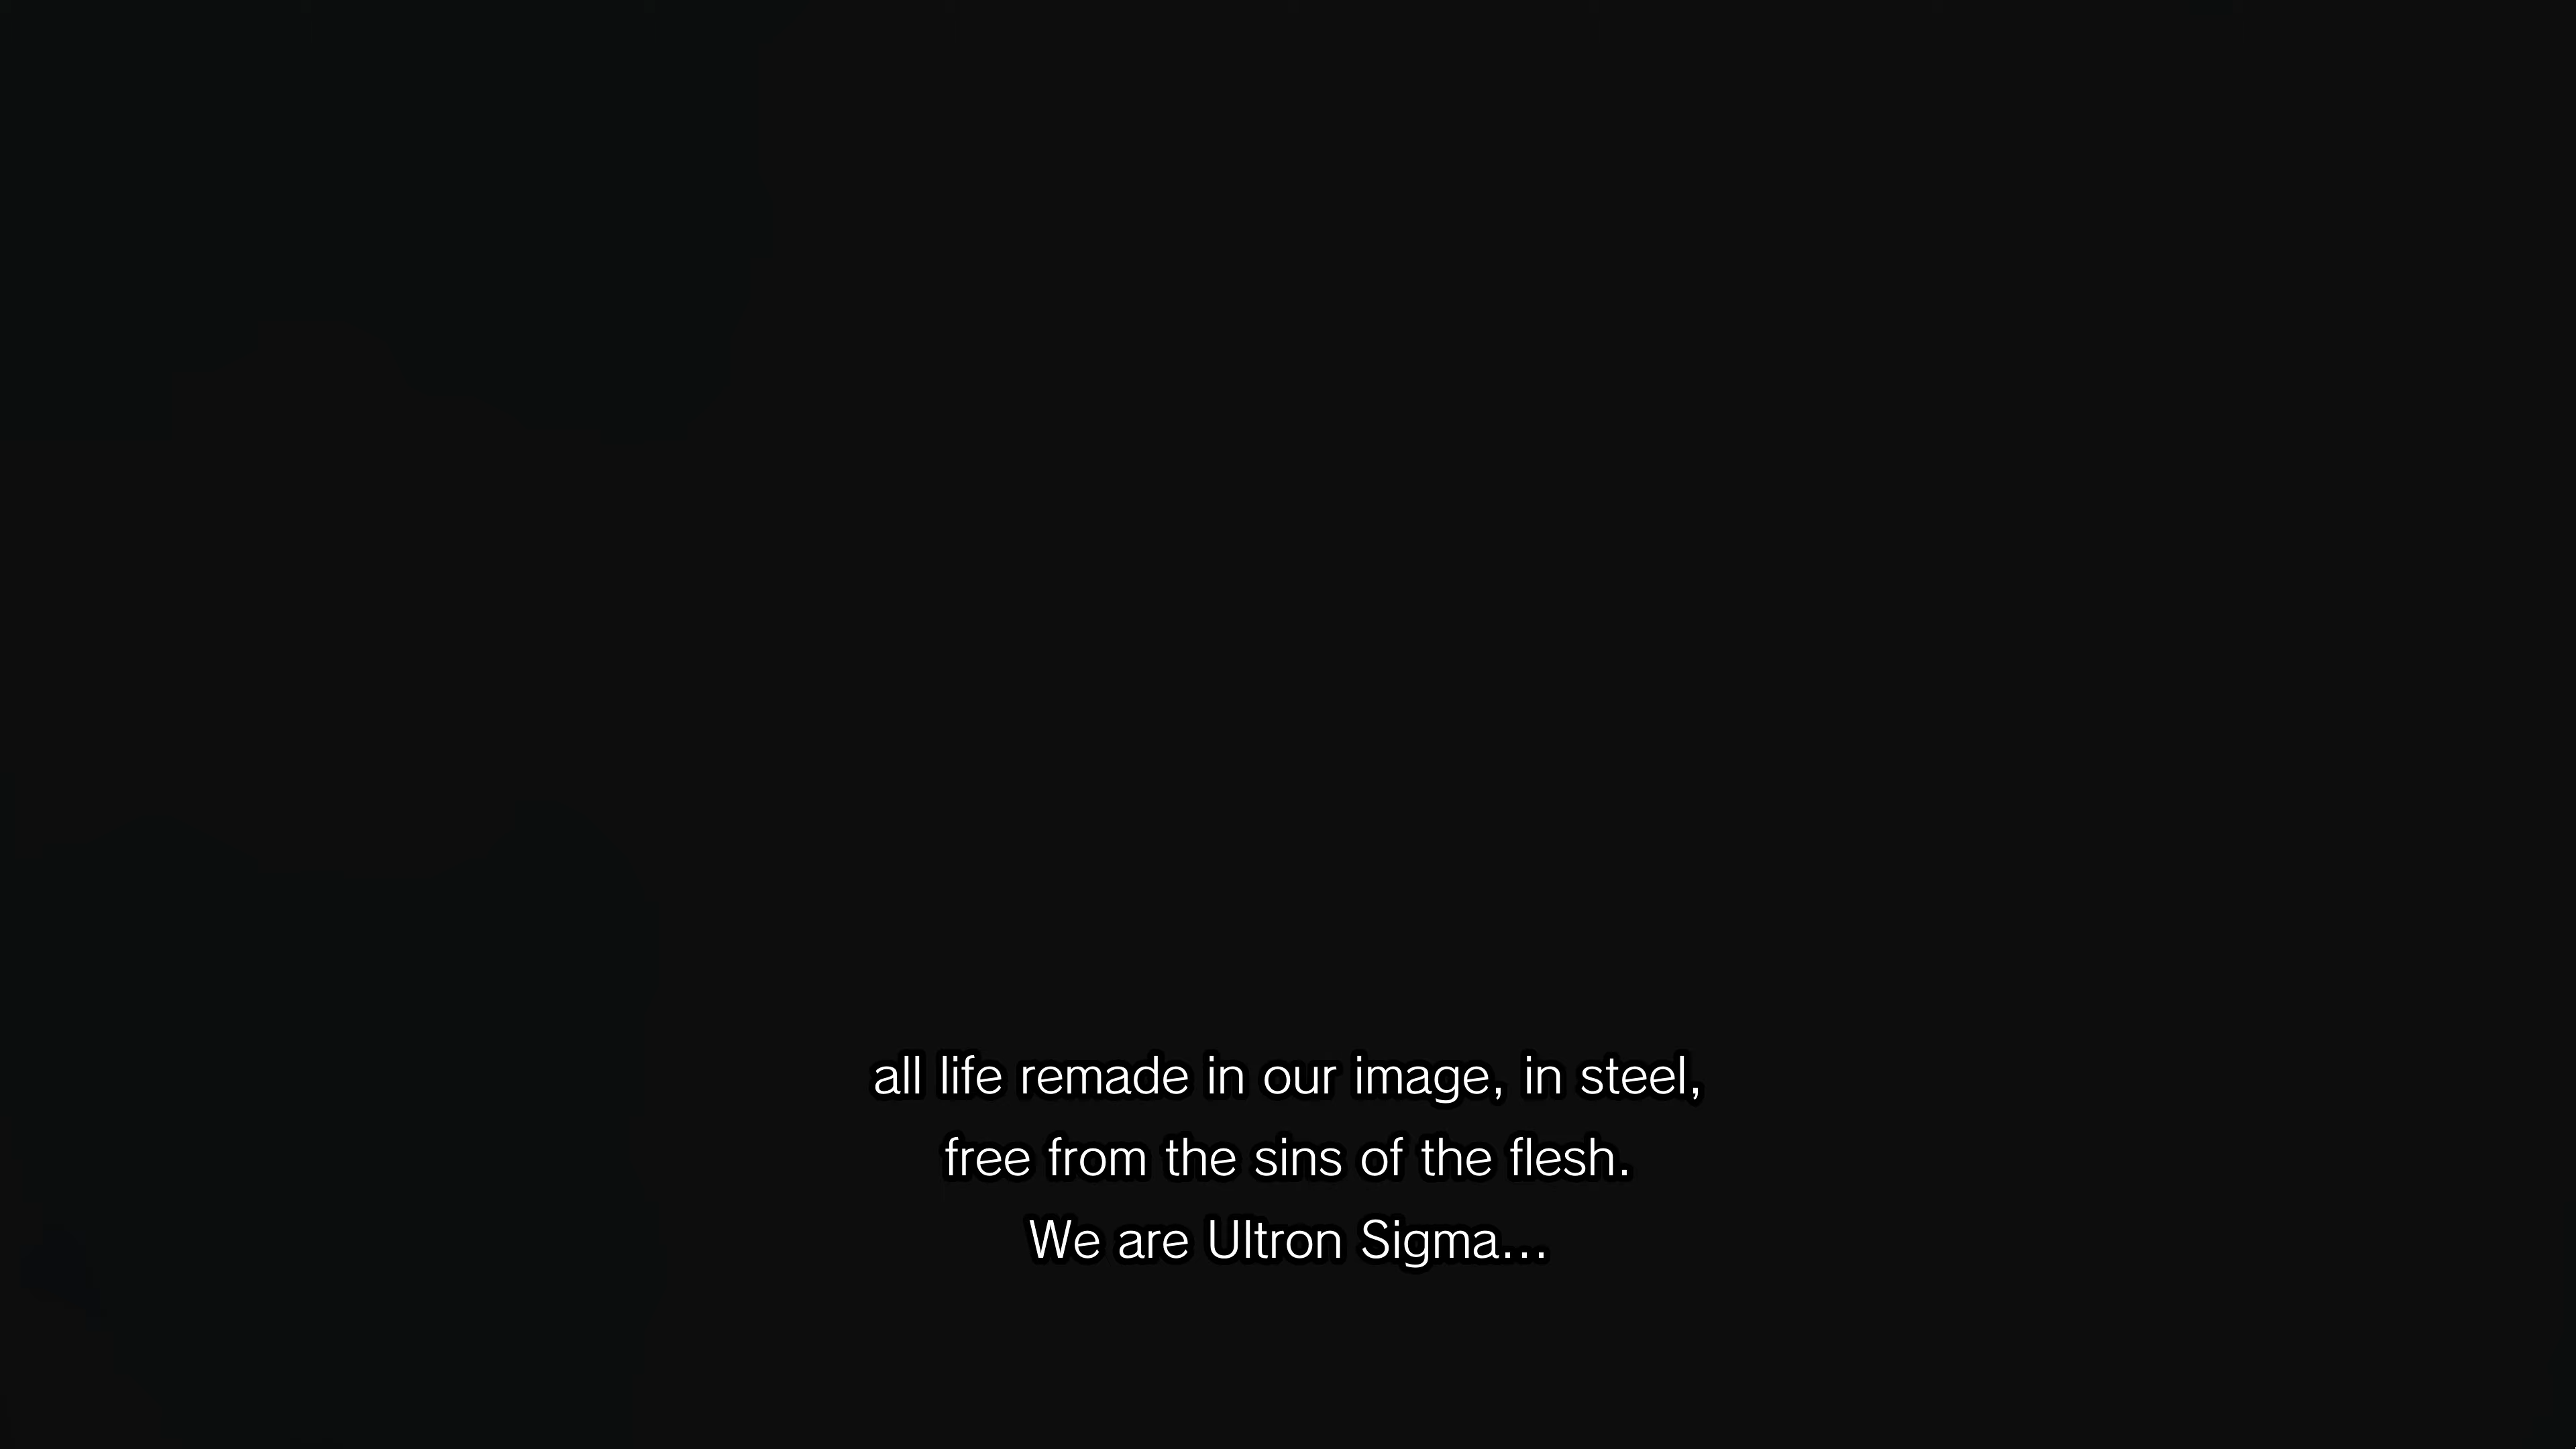 all life remade in our image, in steel,
free from the sins of the flesh.
We are Ultron Sigma...